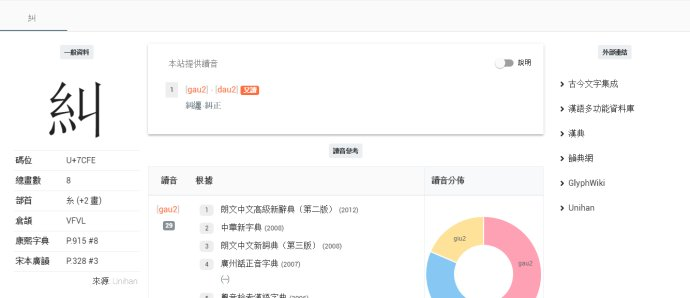 糾
一般資料
糾
碼位 U+7CFE
總畫數 8
部首 糸 (+2 畫)
倉頡 VFVL
康熙字典 P.915 #8
宋本廣韻 P.328 #3
來源 Unihan
本站提供讀音
說明
1 [gau2] · [dau2] 又讀
糾纏·糾正
讀音參考
讀音 根據 讀音分佈
[gau2]
29
1 朗文中文高級新辭典（第二版） (2012)
2 中華新字典 (2008)
3 朗文中文新詞典（第三版） (2008)
4 廣州話正音字典 (2007)
(一)
giu2
gau2
外部連結
古今文字集成
漢語多功能字庫
漢典
韻典網
GlyphWiki
Unihan